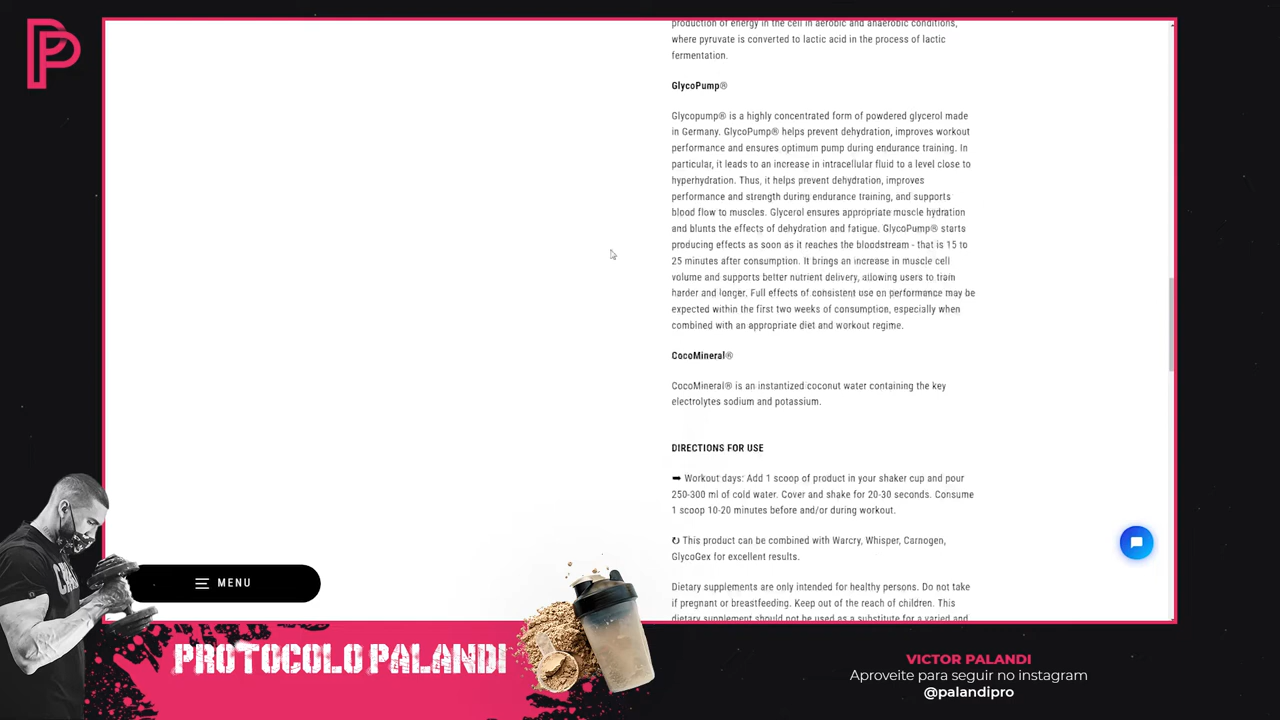 production of energy in the cell in aerobic and anaerobic conditions,
where pyruvate is converted to lactic acid in the process of lactic
fermentation.
GlycoPump®
Glycopump® is a highly concentrated form of powdered glycerol made
in Germany. GlycoPump® helps prevent dehydration, improves workout
performance and ensures optimum pump during endurance training. In
particular, it leads to an increase in intracellular fluid to a level close to
hyperhydration. Thus, it helps prevent dehydration, improves
performance and strength during endurance training, and supports
blood flow to muscles. Glycerol ensures appropriate muscle hydration
and blunts the effects of dehydration and fatigue. GlycoPump® starts
producing effects as soon as it reaches the bloodstream - that is 15 to
25 minutes after consumption. It brings an increase in muscle cell
volume and supports better nutrient delivery, allowing users to train
harder and longer. Full effects of consistent use on performance may be
expected within the first two weeks of consumption, especially when
combined with an appropriate diet and workout regime.
CocoMineral®
CocoMineral® is an instantized coconut water containing the key
electrolytes sodium and potassium.
DIRECTIONS FOR USE
➡ Workout days: Add 1 scoop of product in your shaker cup and pour
250-300 ml of cold water. Cover and shake for 20-30 seconds. Consume
1 scoop 10-20 minutes before and/or during workout.
↻ This product can be combined with Warcry, Whisper, Carnogen,
GlycoGex for excellent results.
Dietary supplements are only intended for healthy persons. Do not take
if pregnant or breastfeeding. Keep out of the reach of children. This
dietary supplement should not be used as a substitute for a varied and
MENU
PROTOCOLO PALANDI
VICTOR PALANDI
Aproveite para seguir no instagram
@palandipro